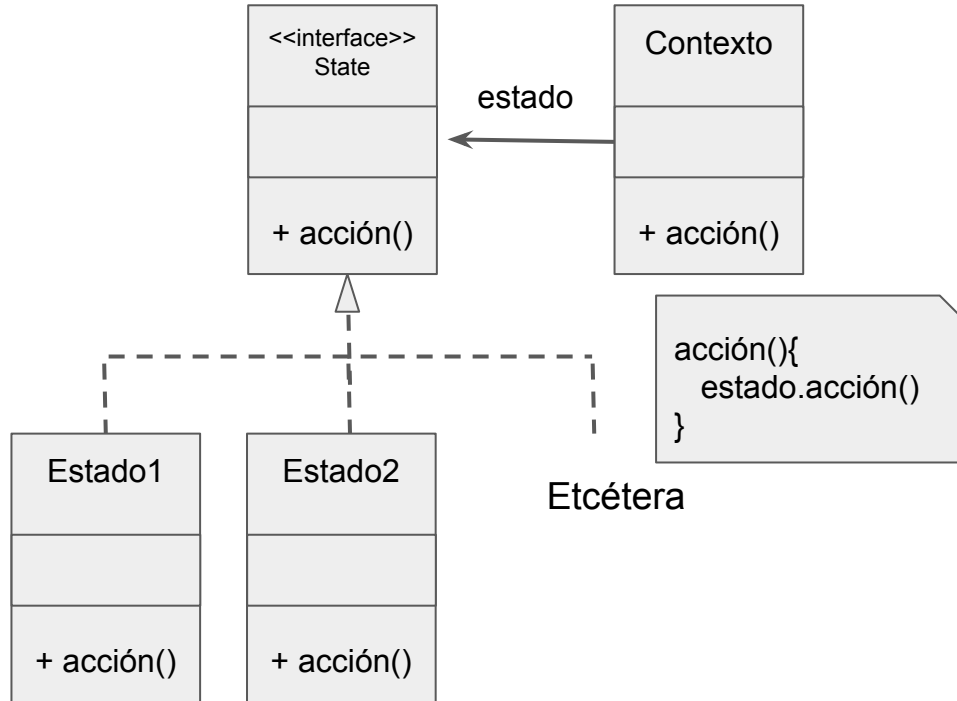 <<interface>>
State
+ acción()
estado
Contexto
+ acción()
acción(){
estado.acción()
}
Estado1
+ acción()
Estado2
+ acción()
Etcétera